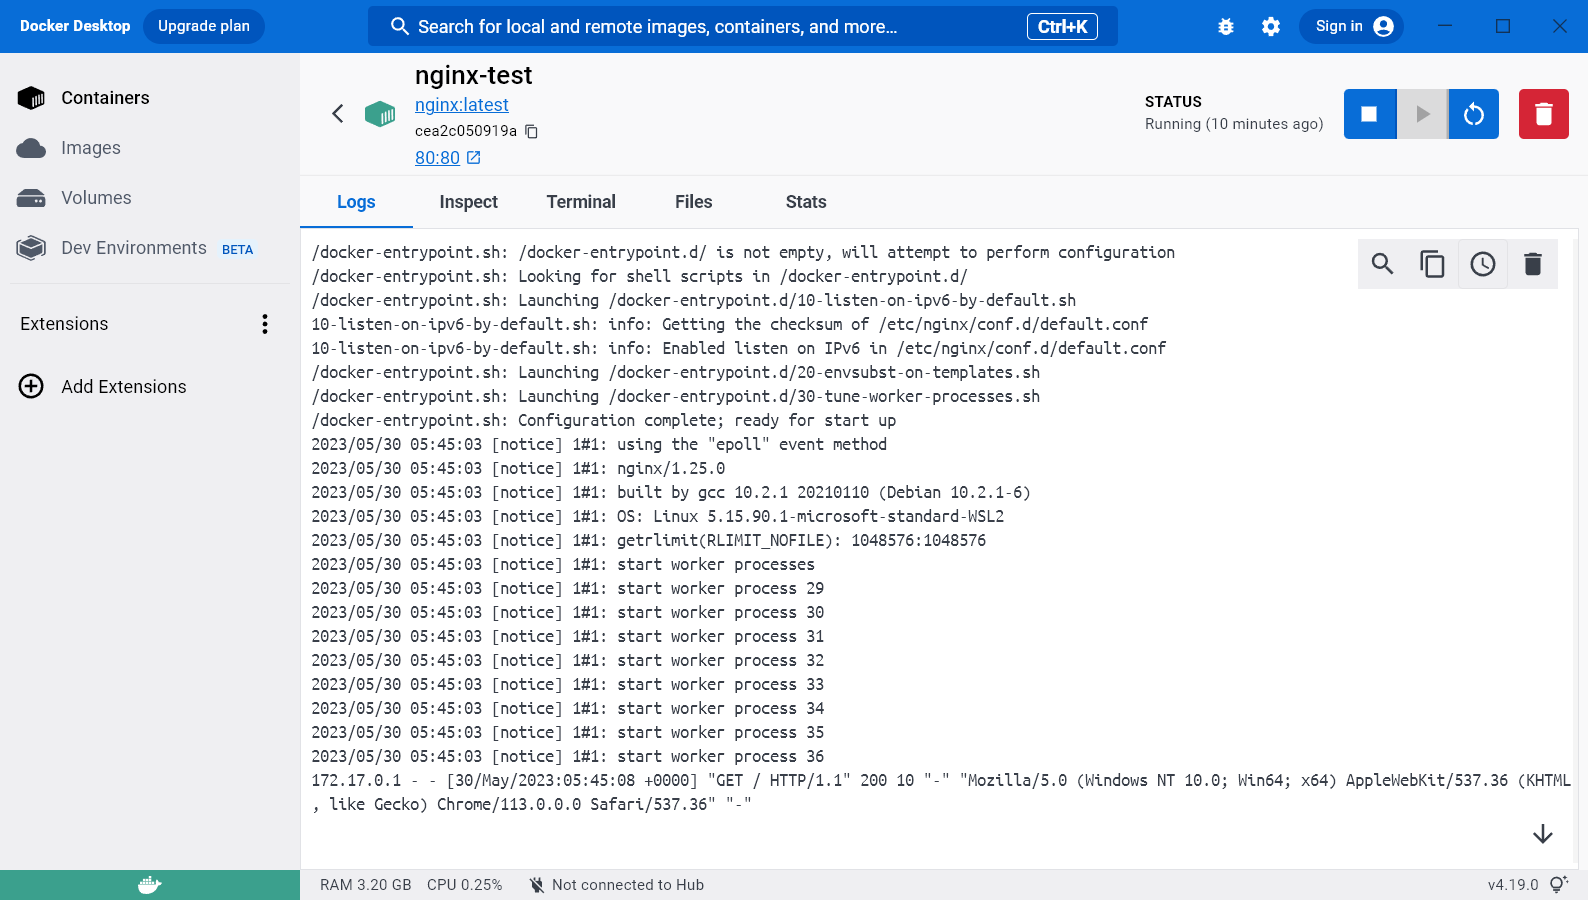 Docker Desktop
Upgrade plan
Search for local and remote images, containers, and more...
Ctrl+K
Sign in
Containers
Images
Volumes
Dev Environments BETA
Extensions
Add Extensions
nginx-test
nginx:latest
cea2c050919a
80:80
STATUS
Running (10 minutes ago)
Logs
Inspect
Terminal
Files
Stats
/docker-entrypoint.sh: /docker-entrypoint.d/ is not empty, will attempt to perform configuration
/docker-entrypoint.sh: Looking for shell scripts in /docker-entrypoint.d/
/docker-entrypoint.sh: Launching /docker-entrypoint.d/10-listen-on-ipv6-by-default.sh
10-listen-on-ipv6-by-default.sh: info: Getting the checksum of /etc/nginx/conf.d/default.conf
10-listen-on-ipv6-by-default.sh: info: Enabled listen on IPv6 in /etc/nginx/conf.d/default.conf
/docker-entrypoint.sh: Launching /docker-entrypoint.d/20-envsubst-on-templates.sh
/docker-entrypoint.sh: Launching /docker-entrypoint.d/30-tune-worker-processes.sh
/docker-entrypoint.sh: Configuration complete; ready for start up
2023/05/30 05:45:03 [notice] 1#1: using the "epoll" event method
2023/05/30 05:45:03 [notice] 1#1: nginx/1.25.0
2023/05/30 05:45:03 [notice] 1#1: built by gcc 10.2.1 20210110 (Debian 10.2.1-6)
2023/05/30 05:45:03 [notice] 1#1: OS: Linux 5.15.90.1-microsoft-standard-WSL2
2023/05/30 05:45:03 [notice] 1#1: getrlimit(RLIMIT_NOFILE): 1048576:1048576
2023/05/30 05:45:03 [notice] 1#1: start worker processes
2023/05/30 05:45:03 [notice] 1#1: start worker process 29
2023/05/30 05:45:03 [notice] 1#1: start worker process 30
2023/05/30 05:45:03 [notice] 1#1: start worker process 31
2023/05/30 05:45:03 [notice] 1#1: start worker process 32
2023/05/30 05:45:03 [notice] 1#1: start worker process 33
2023/05/30 05:45:03 [notice] 1#1: start worker process 34
2023/05/30 05:45:03 [notice] 1#1: start worker process 35
2023/05/30 05:45:03 [notice] 1#1: start worker process 36
172.17.0.1 - - [30/May/2023:05:45:08 +0000] "GET / HTTP/1.1" 200 10 "-" "Mozilla/5.0 (Windows NT 10.0; Win64; x64) AppleWebKit/537.36 (KHTML
, like Gecko) Chrome/113.0.0.0 Safari/537.36" "-"
RAM 3.20 GB CPU 0.25% Not connected to Hub
v4.19.0